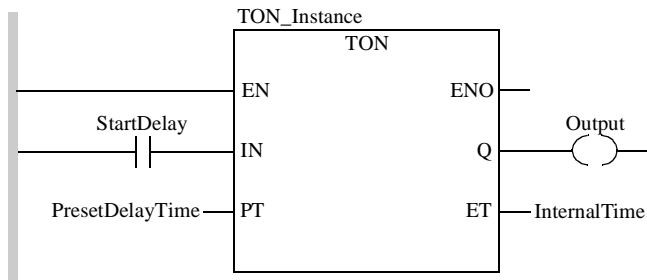 TON_Instance
TON
EN ENO
StartDelay Output
IN Q
PresetDelayTime PT ET InternalTime